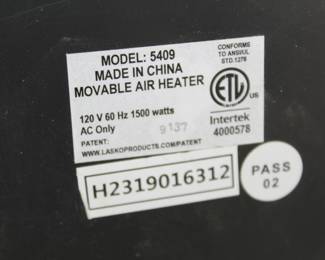 MODEL: 5409
MADE IN CHINA
MOVABLE AIR HEATER
120 V 60 Hz 1500 watts
AC Only
9137
PATENT:
WWW.LASKOPRODUCTS.COM/PATENT
CONFORMS
TO ANSI/UL
STD.1278
ETL
US
Intertek
4000578
H2319016312
PASS
02